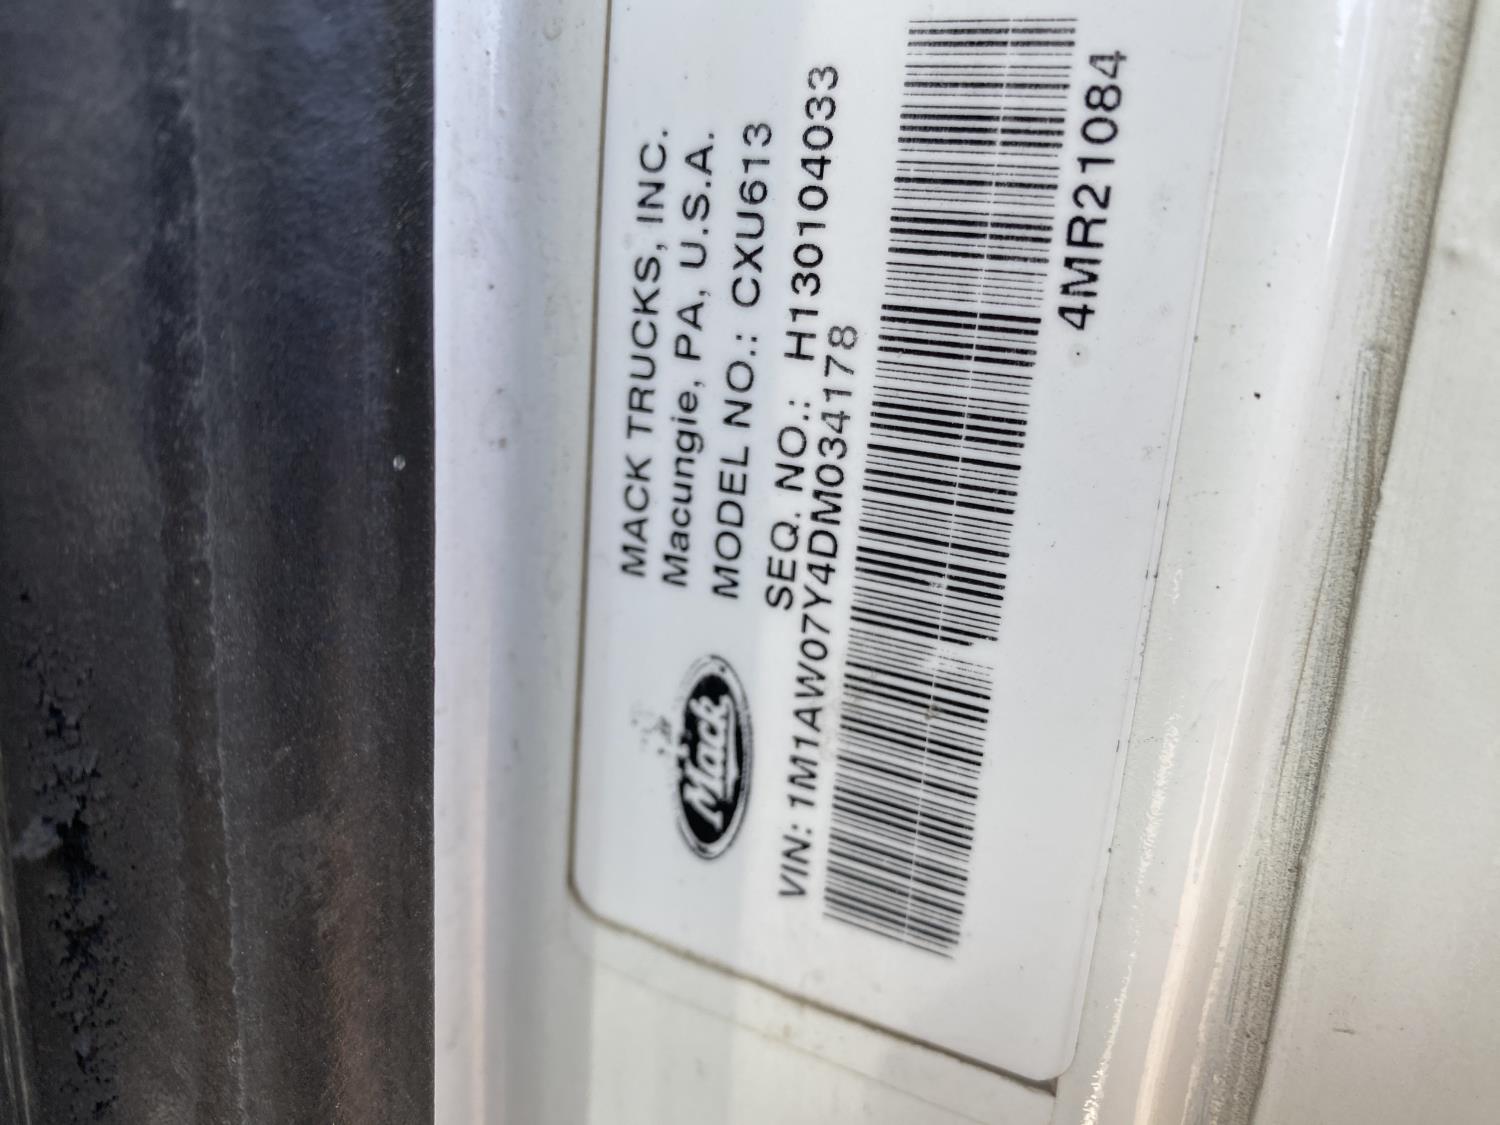 MACK TRUCKS, INC.
Macungie, PA, U.S.A.
MODEL NO.: CXU613
SEQ. NO.: H130104033
Mack
VIN: 1M1AW07Y4DM034178
4MR21084